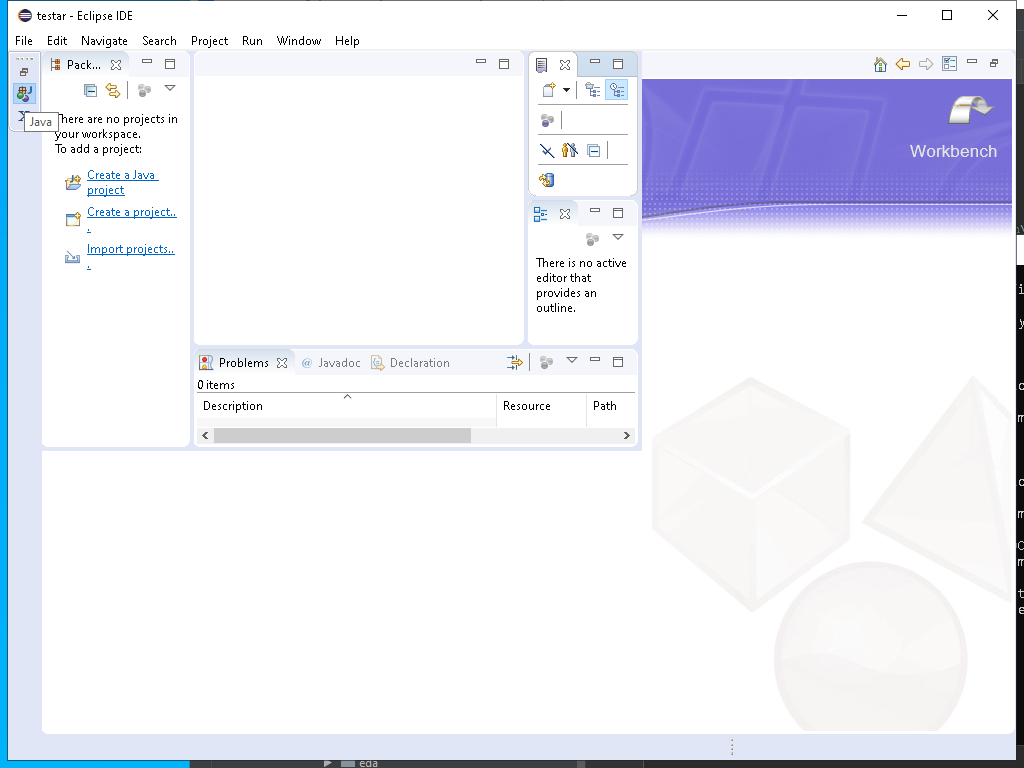 testar - Eclipse IDE
File Edit Navigate Search Project Run Window Help
Pack...
Java
There are no projects in
your workspace.
To add a project:
Create a Java
project
Create a project..
.
Import projects..
.
There is no active
editor that
provides an
outline.
Workbench
Problems @ Javadoc Declaration
0 items
Description Resource Path
eda